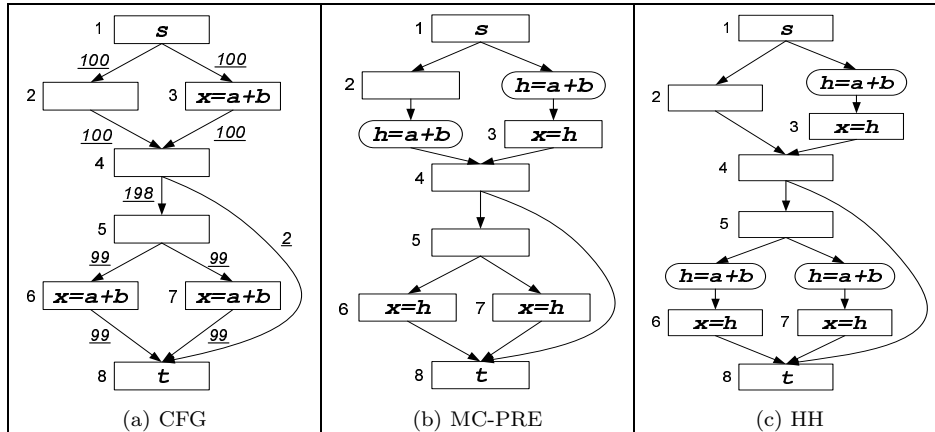 1 s
100 100
2 3 x=a+b
100 100
4
198
5 2
99 99
6 x=a+b 7 x=a+b
99 99
8 t
(a) CFG
1 s
2 h=a+b
h=a+b 3 x=h
4
5
6 x=h 7 x=h
8 t
(b) MC-PRE
1 s
h=a+b
2
3 x=h
4
5
h=a+b h=a+b
6 x=h 7 x=h
8 t
(c) HH